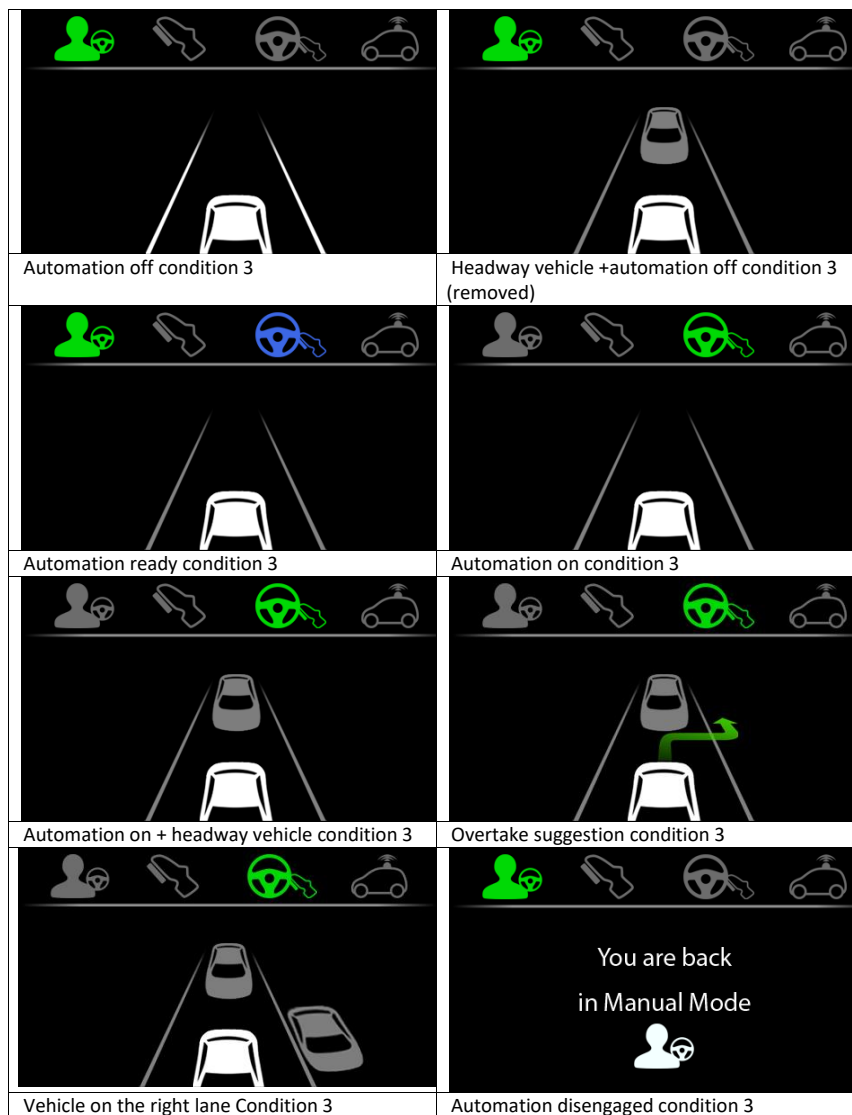 Automation off condition 3
Headway vehicle +automation off condition 3
(removed)
Automation ready condition 3
Automation on condition 3
Automation on + headway vehicle condition 3
Overtake suggestion condition 3
You are back
in Manual Mode
Vehicle on the right lane Condition 3
Automation disengaged condition 3